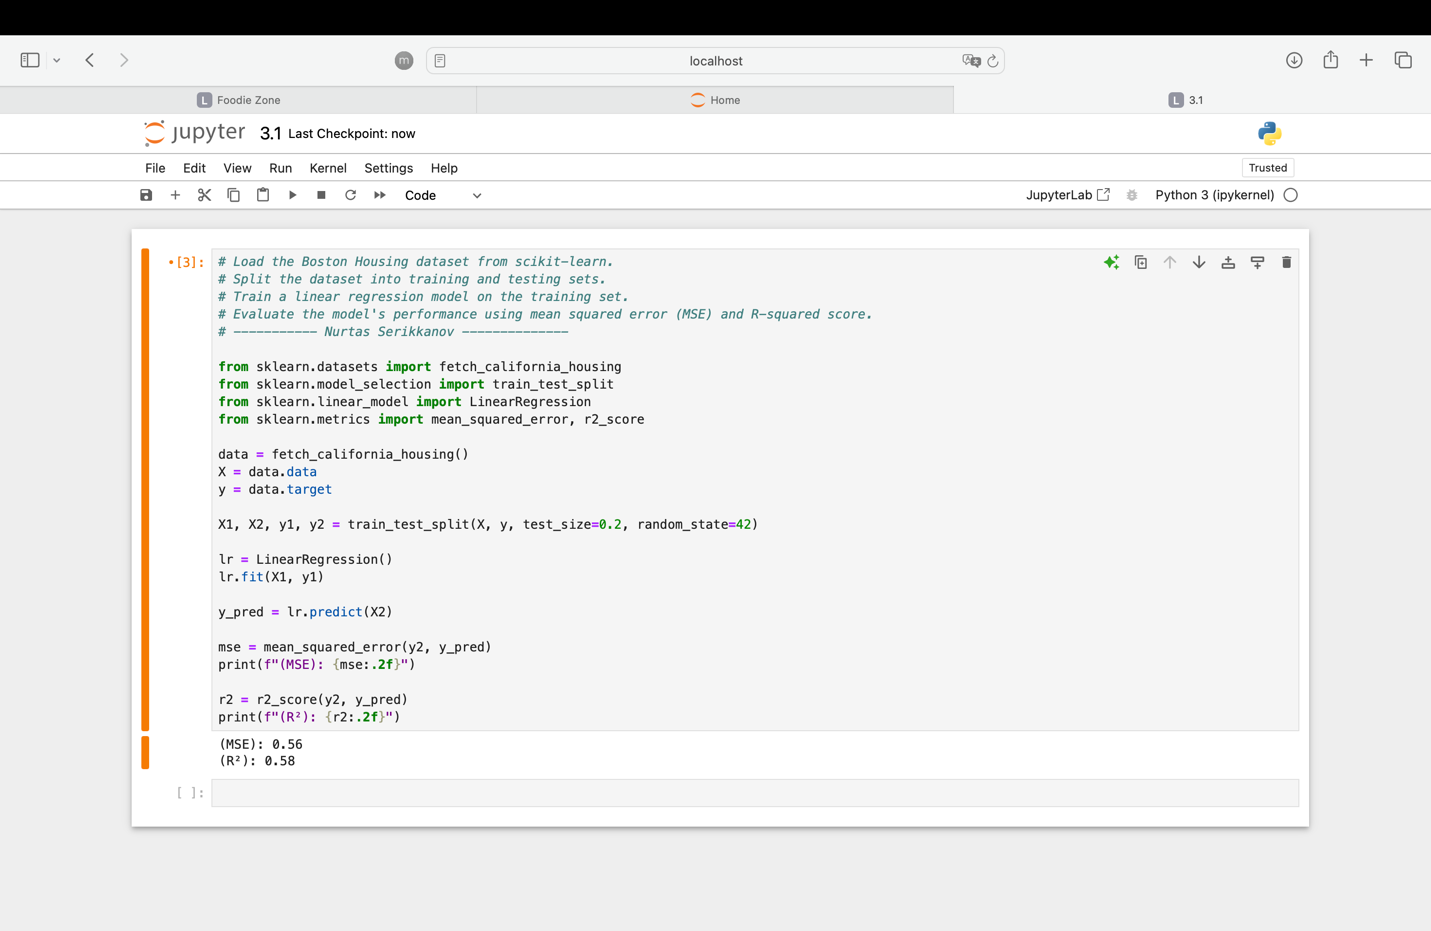 m
localhost
L Foodie Zone
Home
L 3.1
jupyter 3.1 Last Checkpoint: now
File Edit View Run Kernel Settings Help
Trusted
Code
JupyterLab
Python 3 (ipykernel)
•[3]:
# Load the Boston Housing dataset from scikit-learn.
# Split the dataset into training and testing sets.
# Train a linear regression model on the training set.
# Evaluate the model's performance using mean squared error (MSE) and R-squared score.
# ----------- Nurtas Serikkanov --------------
from sklearn.datasets import fetch_california_housing
from sklearn.model_selection import train_test_split
from sklearn.linear_model import LinearRegression
from sklearn.metrics import mean_squared_error, r2_score
data = fetch_california_housing()
X = data.data
y = data.target
X1, X2, y1, y2 = train_test_split(X, y, test_size=0.2, random_state=42)
lr = LinearRegression()
lr.fit(X1, y1)
y_pred = lr.predict(X2)
mse = mean_squared_error(y2, y_pred)
print(f"(MSE): {mse:.2f}")
r2 = r2_score(y2, y_pred)
print(f"(R²): {r2:.2f}")
(MSE): 0.56
(R²): 0.58
[ ]: